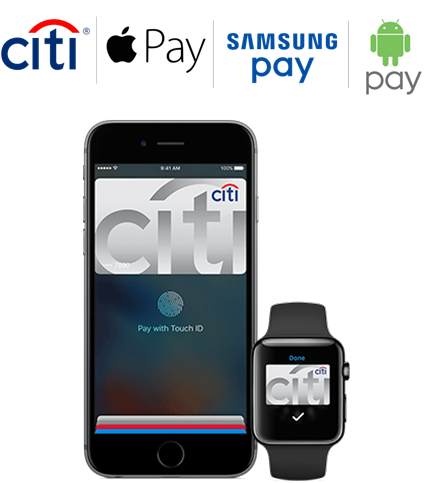 citi®
Pay
SAMSUNG
pay
pay
9:41 AM
100%
citi
citi
Pay with Touch ID
Done
citi
citi